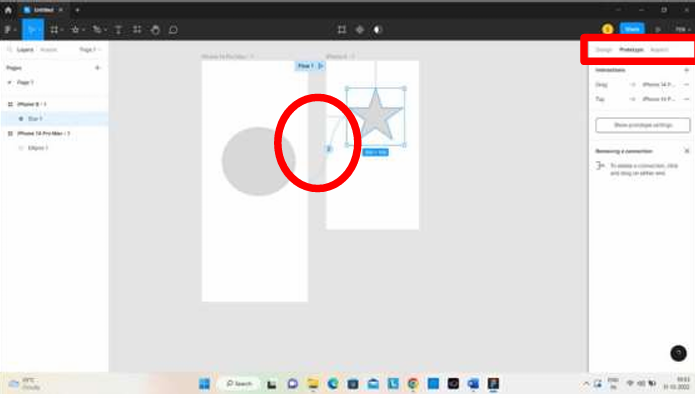 Untitled
Share
Layers
Assets
Page 1
Design
Prototype
Inspect
iPhone 14 Pro Max - 1
Flow 1
iPhone 8 - 1
Pages
Page 1
iPhone 8 - 1
Star 1
iPhone 14 Pro Max - 1
Ellipse 1
Interactions
Drag
iPhone 14 P...
Tap
iPhone 14 P...
Show prototype settings
Removing a connection
To delete a connection, click
and drag on either end.
Search
ENG
IN